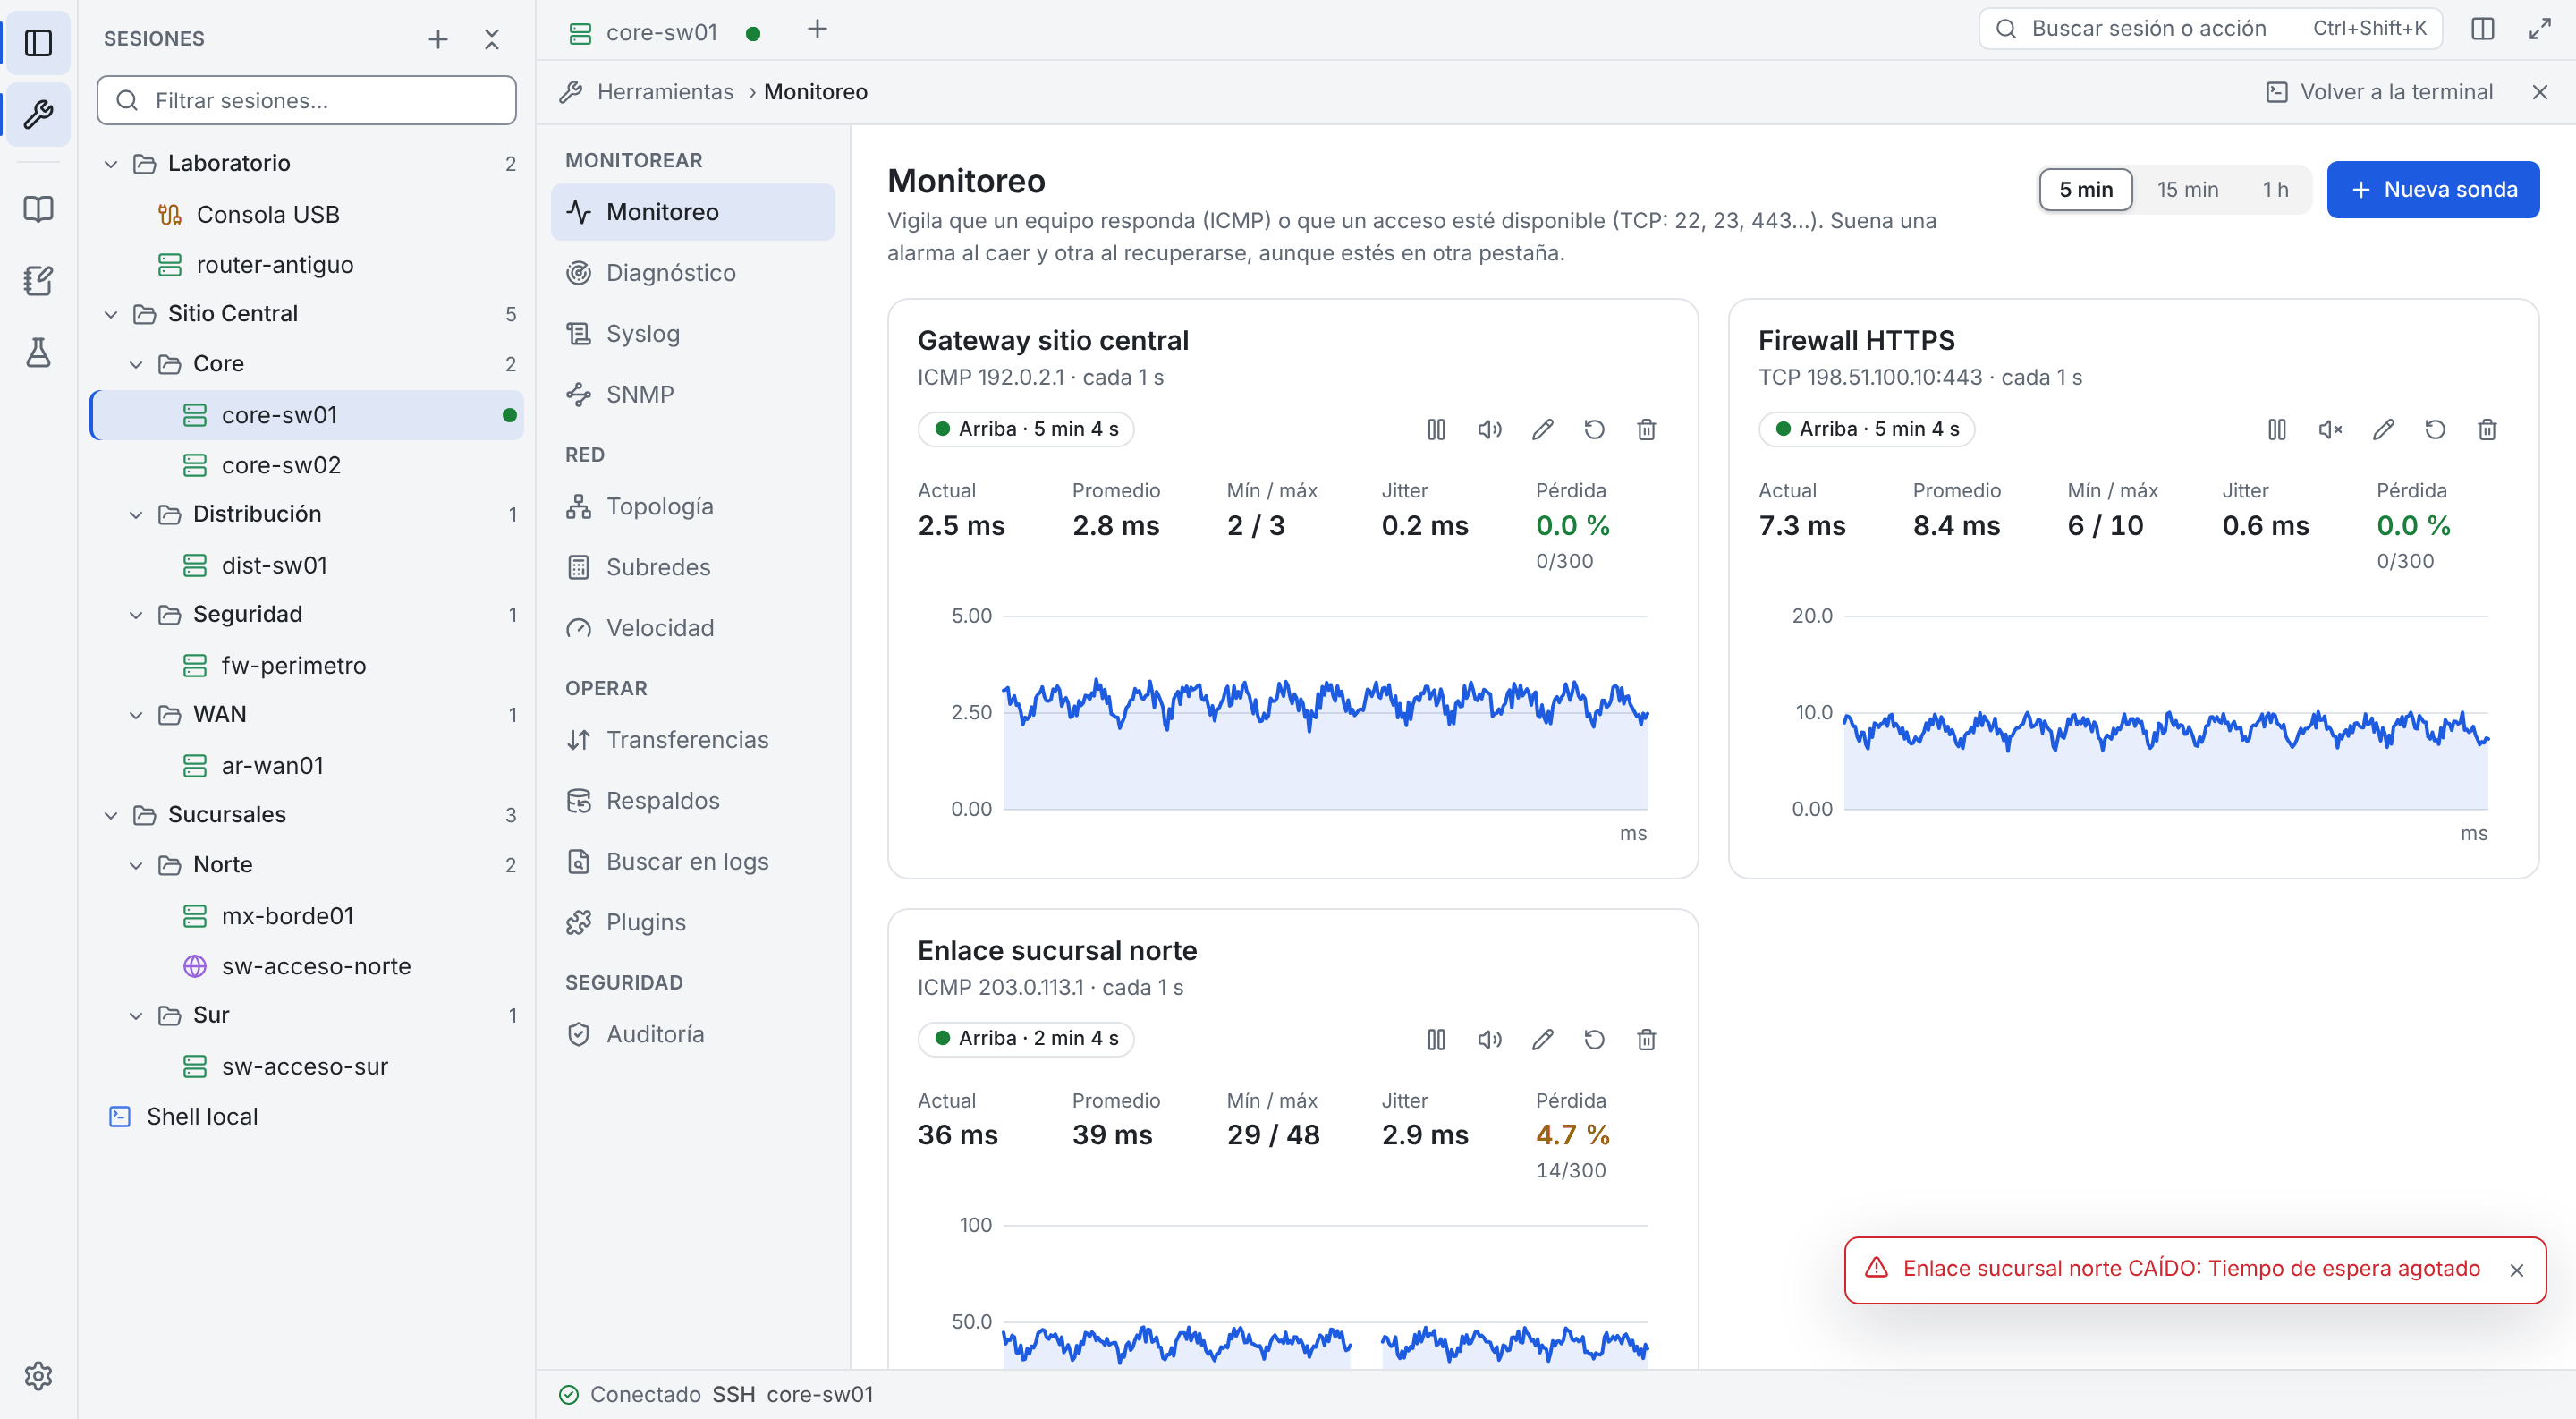 SESIONES
Filtrar sesiones...
Laboratorio 2
Consola USB
router-antiguo
Sitio Central 5
Core 2
core-sw01
core-sw02
Distribución 1
dist-sw01
Seguridad 1
fw-perimetro
WAN 1
ar-wan01
Sucursales 3
Norte 2
mx-borde01
sw-acceso-norte
Sur 1
sw-acceso-sur
Shell local
core-sw01
Buscar sesión o acción Ctrl+Shift+K
Herramientas › Monitoreo
Volver a la terminal
MONITOREAR
Monitoreo
Diagnóstico
Syslog
SNMP
RED
Topología
Subredes
Velocidad
OPERAR
Transferencias
Respaldos
Buscar en logs
Plugins
SEGURIDAD
Auditoría
Monitoreo
Vigila que un equipo responda (ICMP) o que un acceso esté disponible (TCP: 22, 23, 443...). Suena una
alarma al caer y otra al recuperarse, aunque estés en otra pestaña.
5 min 15 min 1 h
Nueva sonda
Gateway sitio central
ICMP 192.0.2.1 · cada 1 s
Arriba · 5 min 4 s
Actual Promedio Mín / máx Jitter Pérdida
2.5 ms 2.8 ms 2 / 3 0.2 ms 0.0 %
0/300
5.00
2.50
0.00
ms
Firewall HTTPS
TCP 198.51.100.10:443 · cada 1 s
Arriba · 5 min 4 s
Actual Promedio Mín / máx Jitter Pérdida
7.3 ms 8.4 ms 6 / 10 0.6 ms 0.0 %
0/300
20.0
10.0
0.00
ms
Enlace sucursal norte
ICMP 203.0.113.1 · cada 1 s
Arriba · 2 min 4 s
Actual Promedio Mín / máx Jitter Pérdida
36 ms 39 ms 29 / 48 2.9 ms 4.7 %
14/300
100
50.0
Enlace sucursal norte CAÍDO: Tiempo de espera agotado
Conectado SSH core-sw01